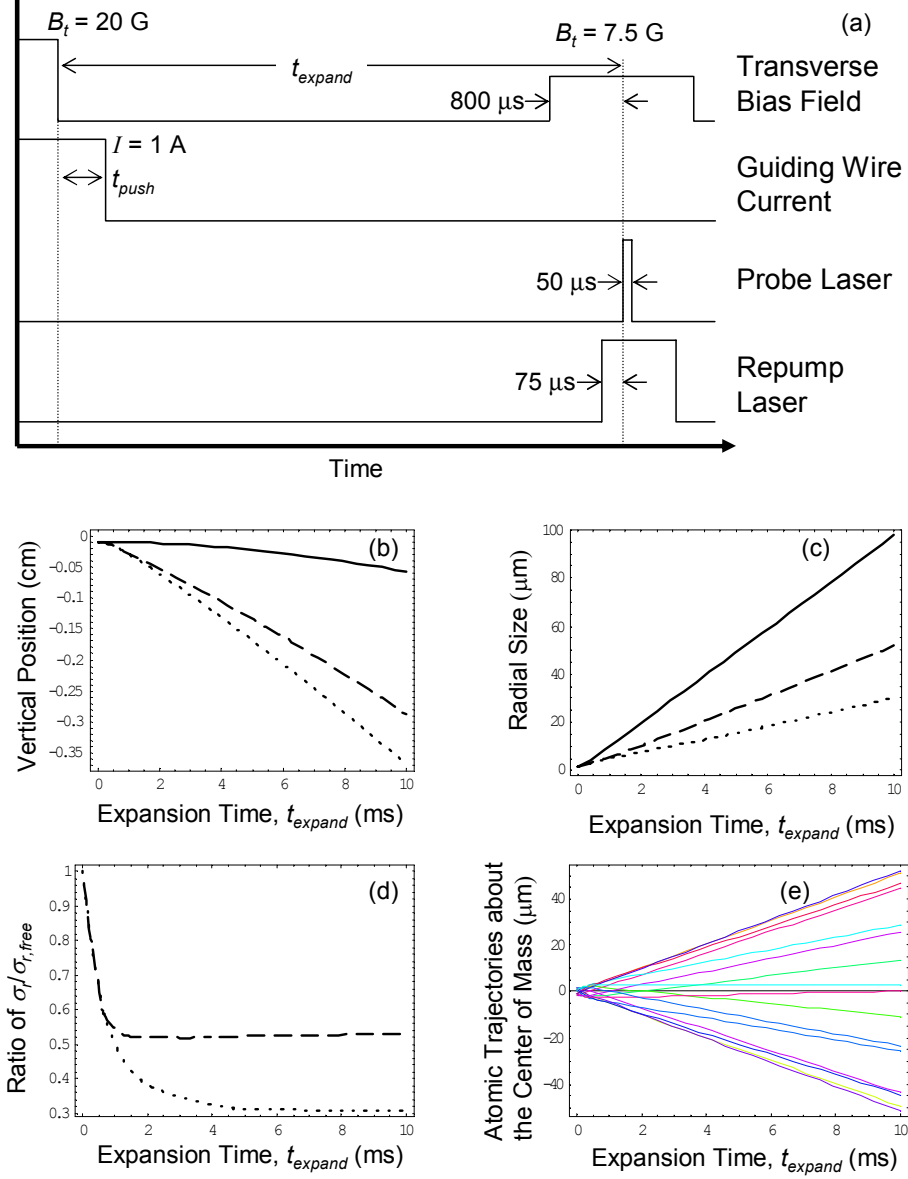 (a)
B_t = 20 G
B_t = 7.5 G
t_expand
Transverse
Bias Field
800 μs
I = 1 A
t_push
Guiding Wire
Current
50 μs
Probe Laser
75 μs
Repump
Laser
Time
(b)
Vertical Position (cm)
0
−0.05
−0.1
−0.15
−0.2
−0.25
−0.3
−0.35
0 2 4 6 8 10
Expansion Time, t_expand (ms)
(c)
Radial Size (μm)
100
80
60
40
20
0
0 2 4 6 8 10
Expansion Time, t_expand (ms)
(d)
Ratio of σ_r/σ_r,free
1
0.9
0.8
0.7
0.6
0.5
0.4
0.3
0 2 4 6 8 10
Expansion Time, t_expand (ms)
(e)
Atomic Trajectories about
the Center of Mass (μm)
40
20
0
−20
−40
0 2 4 6 8 10
Expansion Time, t_expand (ms)